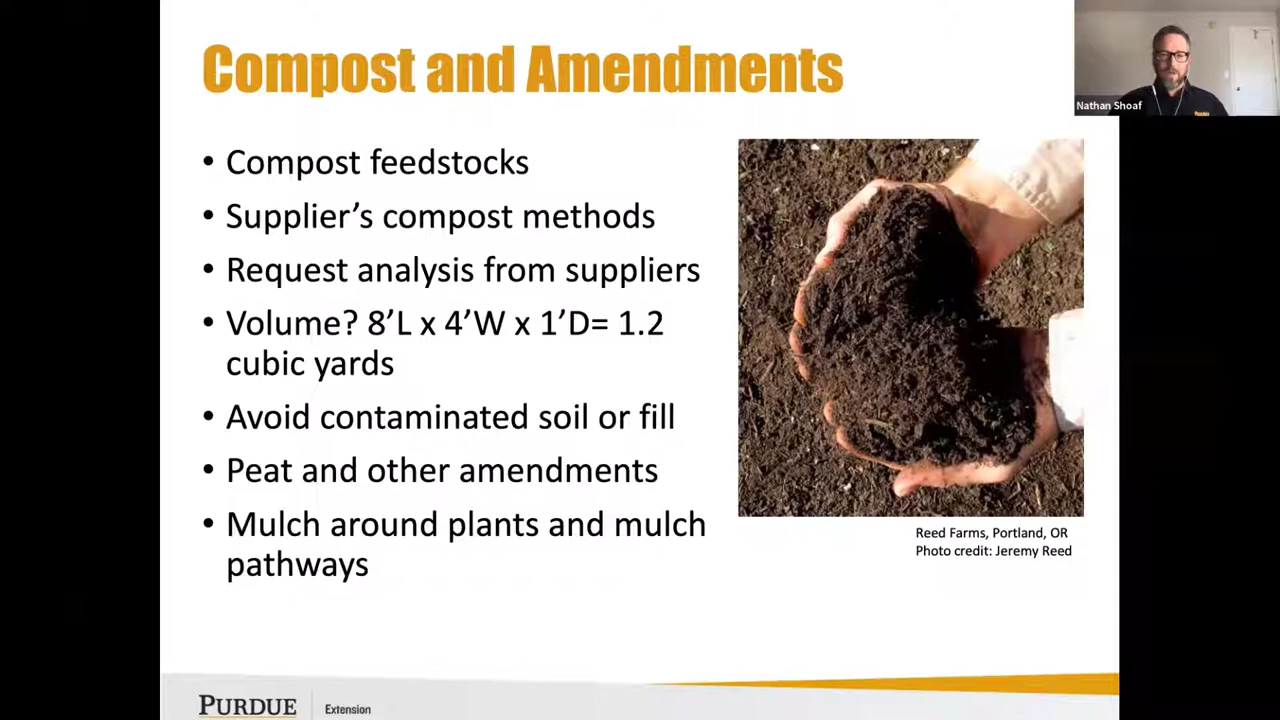 Compost and Amendments
Nathan Shoaf
• Compost feedstocks
• Supplier’s compost methods
• Request analysis from suppliers
• Volume? 8’L x 4’W x 1’D= 1.2
cubic yards
• Avoid contaminated soil or fill
• Peat and other amendments
• Mulch around plants and mulch
pathways
Reed Farms, Portland, OR
Photo credit: Jeremy Reed
PURDUE
Extension